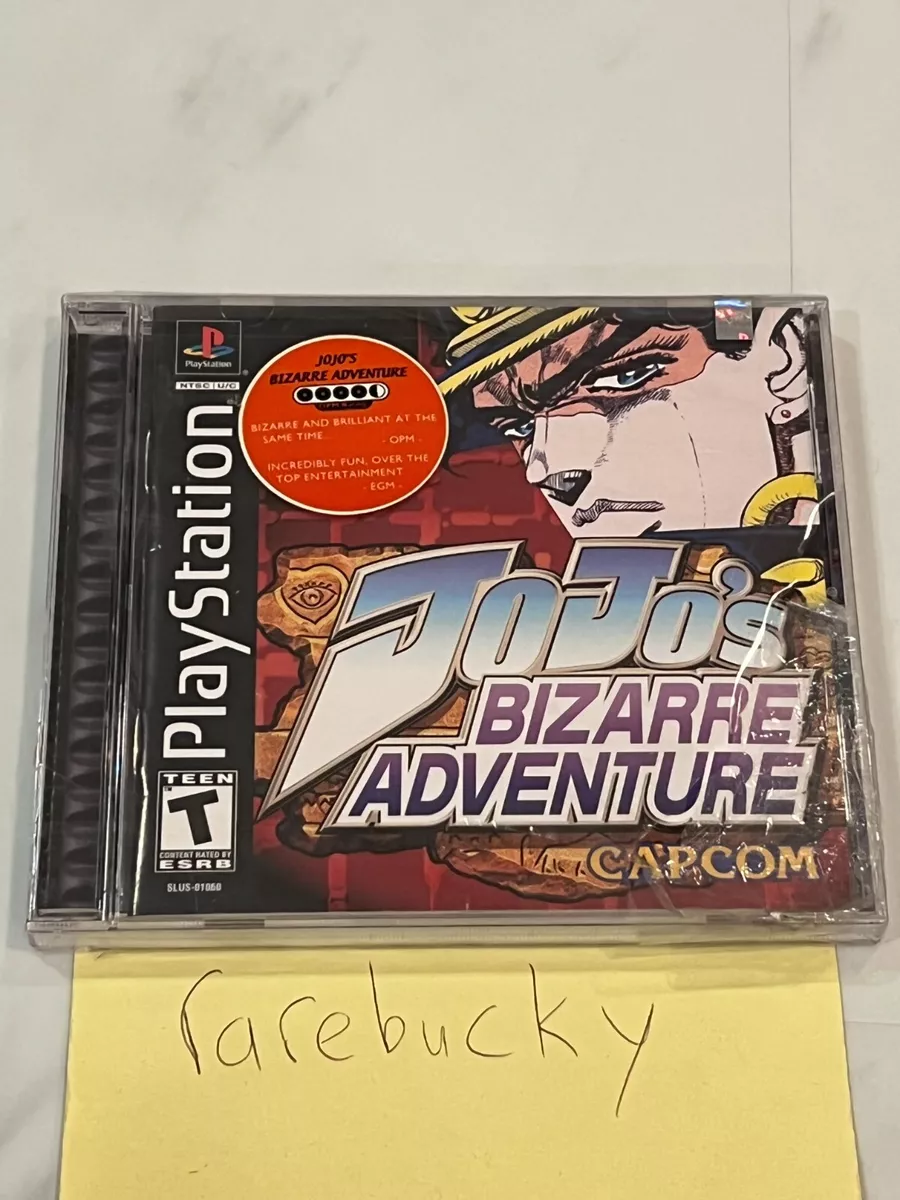 PlayStation
NTSC U/C
PlayStation
JOJO'S
BIZARRE ADVENTURE
BIZARRE AND BRILLIANT AT THE
SAME TIME...
- OPM -
INCREDIBLY FUN, OVER THE
TOP ENTERTAINMENT
- EGM -
JOJO'S
BIZARRE
ADVENTURE
CAPCOM
TEEN
T
CONTENT RATED BY
ESRB
SLUS-01060
rarebucky